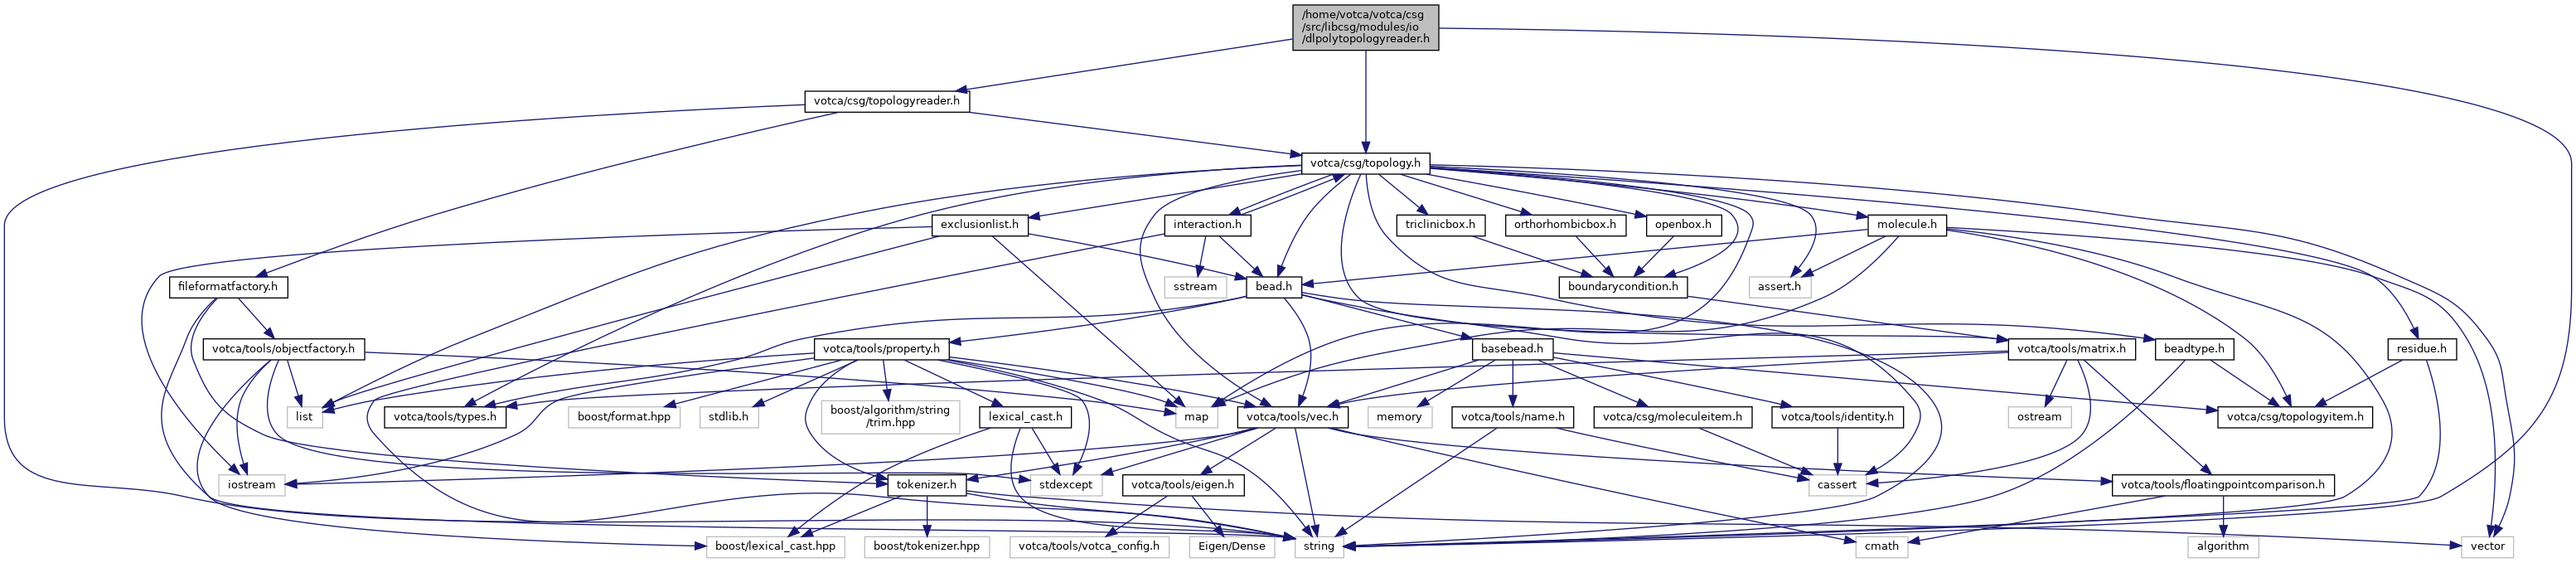 /home/votca/votca/csg
/src/libcsg/modules/io
/dlpolytopologyreader.h
votca/csg/topologyreader.h
votca/csg/topology.h
exclusionlist.h
interaction.h
triclinicbox.h
orthorhombicbox.h
openbox.h
molecule.h
fileformatfactory.h
sstream
bead.h
boundarycondition.h
assert.h
votca/tools/objectfactory.h
votca/tools/property.h
basebead.h
votca/tools/matrix.h
beadtype.h
residue.h
list
votca/tools/types.h
boost/format.hpp
stdlib.h
boost/algorithm/string
/trim.hpp
lexical_cast.h
map
votca/tools/vec.h
memory
votca/tools/name.h
votca/csg/moleculeitem.h
votca/tools/identity.h
ostream
votca/csg/topologyitem.h
iostream
tokenizer.h
stdexcept
votca/tools/eigen.h
cassert
votca/tools/floatingpointcomparison.h
boost/lexical_cast.hpp
boost/tokenizer.hpp
votca/tools/votca_config.h
Eigen/Dense
string
cmath
algorithm
vector